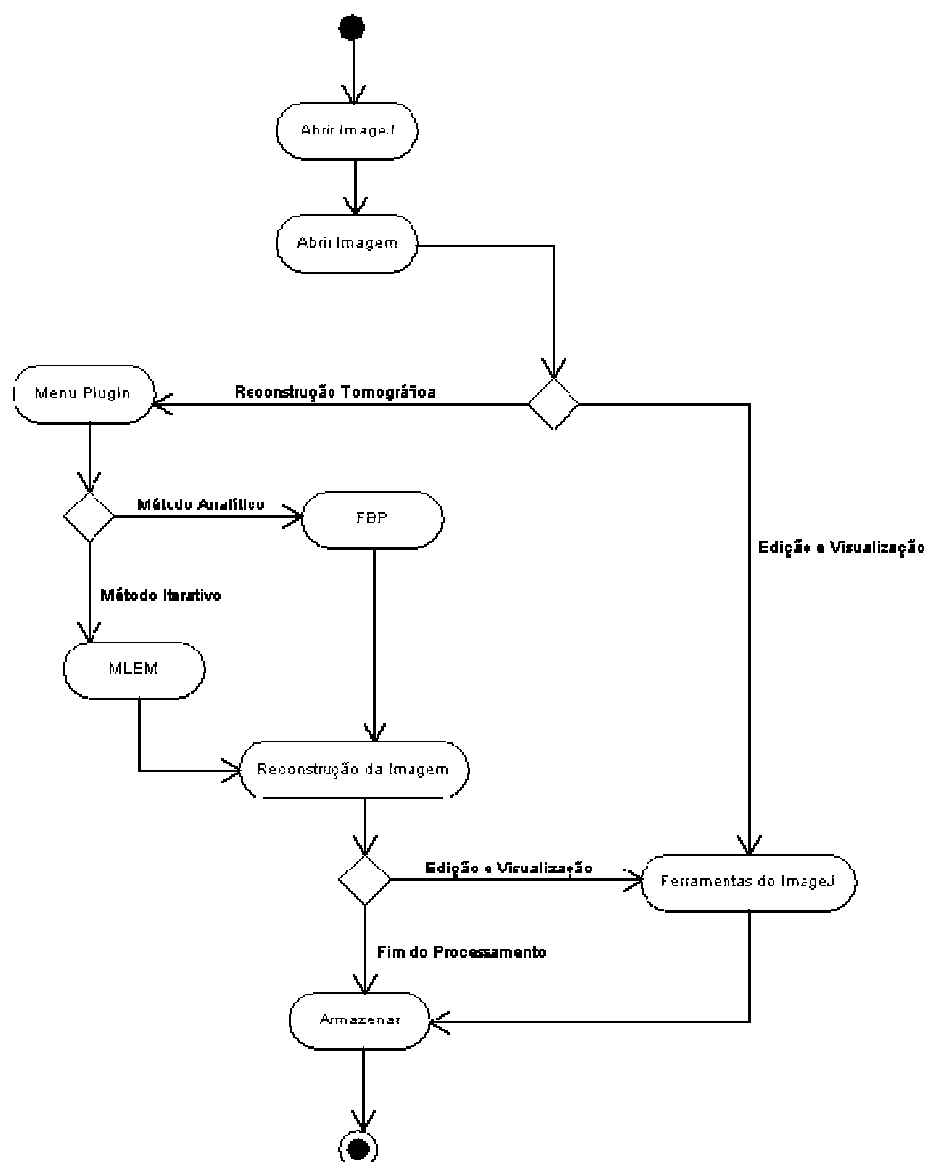 Abrir ImageJ
Abrir Imagem
Menu Plugin
Reconstrução Tomográfica
Método Analítico
FBP
Edição e Visualização
Método Iterativo
MLEM
Reconstrução da Imagem
Edição e Visualização
Ferramentas do ImageJ
Fim do Processamento
Armazenar